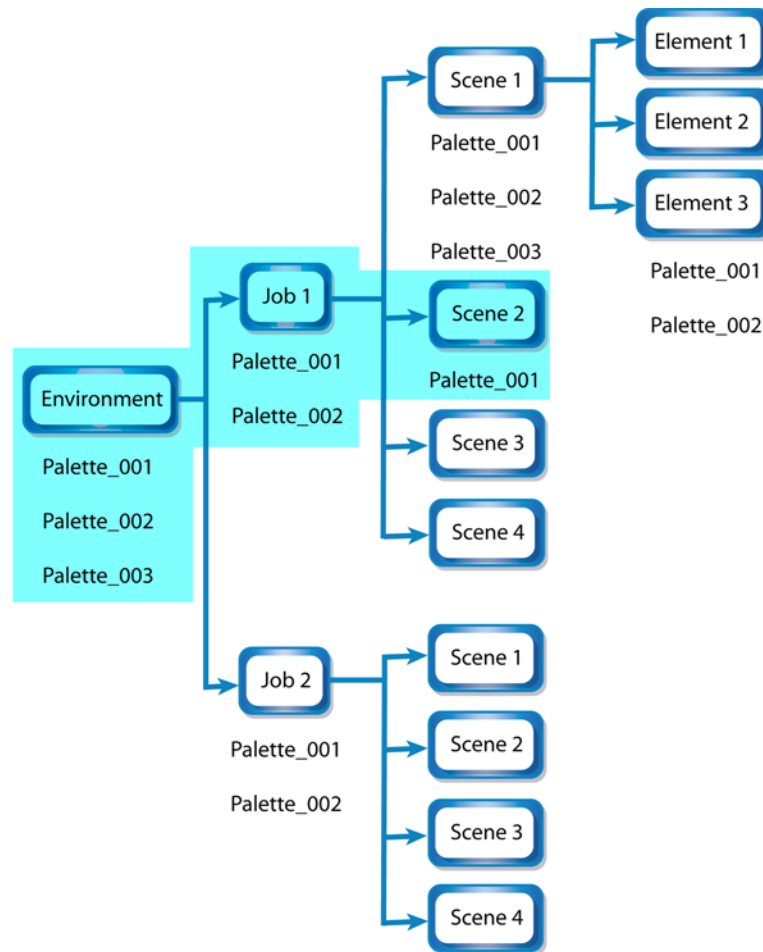 Environment
Palette_001
Palette_002
Palette_003
Job 1
Palette_001
Palette_002
Scene 1
Palette_001
Palette_002
Palette_003
Element 1
Element 2
Element 3
Palette_001
Palette_002
Scene 2
Palette_001
Scene 3
Scene 4
Job 2
Palette_001
Palette_002
Scene 1
Scene 2
Scene 3
Scene 4